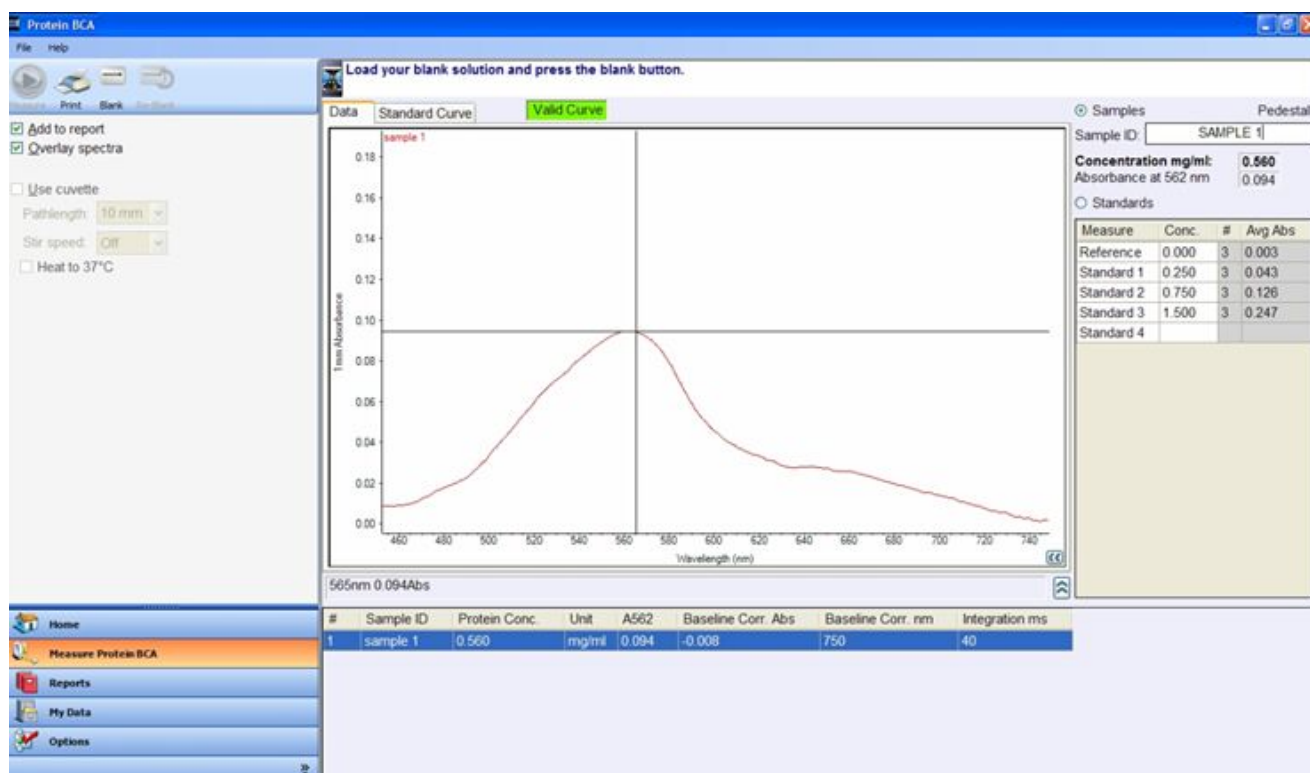 Protein BCA
File Help
Load your blank solution and press the blank button.
Print Blank
Data Standard Curve Valid Curve
Add to report
Overlay spectra
Use cuvette
Pathlength: 10 mm
Stir speed: Off
Heat to 37°C
sample 1
0.18
0.16
0.14
0.12
0.10
0.08
0.06
0.04
0.02
0.00
1mm Absorbance
460 480 500 520 540 560 580 600 620 640 660 680 700 720 740
Wavelength (nm)
565nm 0.094Abs
Samples Pedestal
Sample ID: SAMPLE 1
Concentration mg/ml: 0.560
Absorbance at 562 nm 0.094
Standards
Measure Conc. # Avg Abs
Reference 0.000 3 0.003
Standard 1 0.250 3 0.043
Standard 2 0.750 3 0.126
Standard 3 1.500 3 0.247
Standard 4
Home
Measure Protein BCA
Reports
My Data
Options
# Sample ID Protein Conc. Unit A562 Baseline Corr. Abs Baseline Corr. nm Integration ms
1 sample 1 0.560 mg/ml 0.094 -0.008 750 40